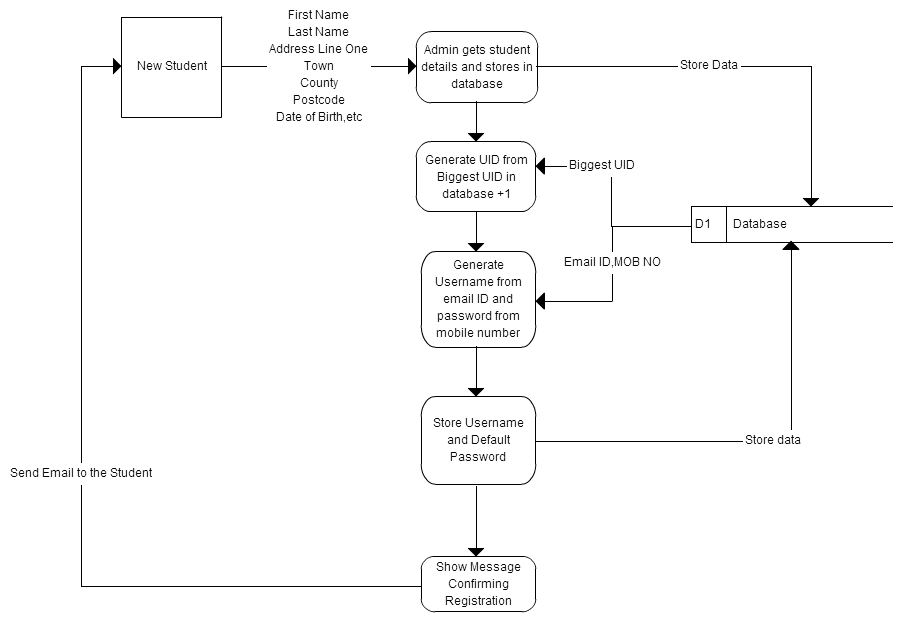 First Name
Last Name
Address Line One
Town
County
Postcode
Date of Birth,etc
New Student
Admin gets student
details and stores in
database
Store Data
Generate UID from
Biggest UID in
database +1
Biggest UID
D1
Database
Email ID,MOB NO
Generate
Username from
email ID and
password from
mobile number
Store Username
and Default
Password
Store data
Send Email to the Student
Show Message
Confirming
Registration